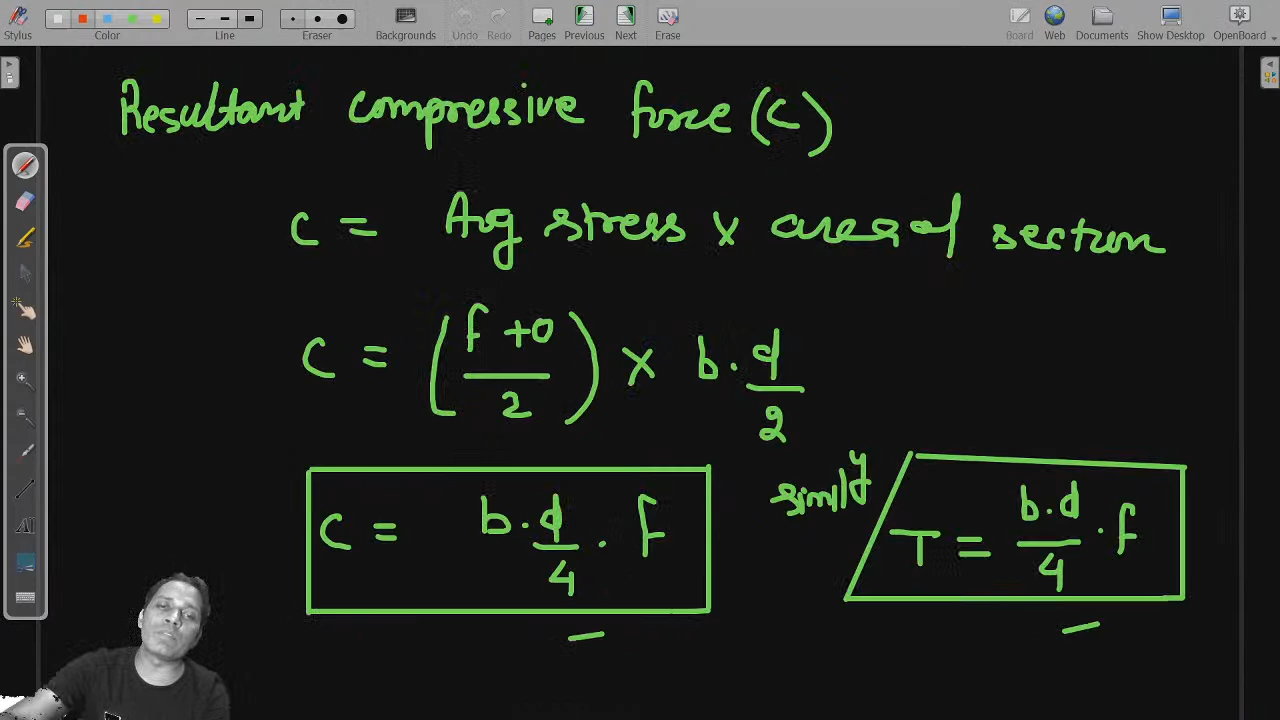 Stylus Color Line Eraser Backgrounds Undo Redo Pages Previous Next Erase Board Web Documents Show Desktop OpenBoard
Resultant compressive force (C)
C = Avg stress x area of section
C = (f + 0 / 2) x b . d / 2
C = b . d / 4 . f
simlly T = b . d / 4 . f